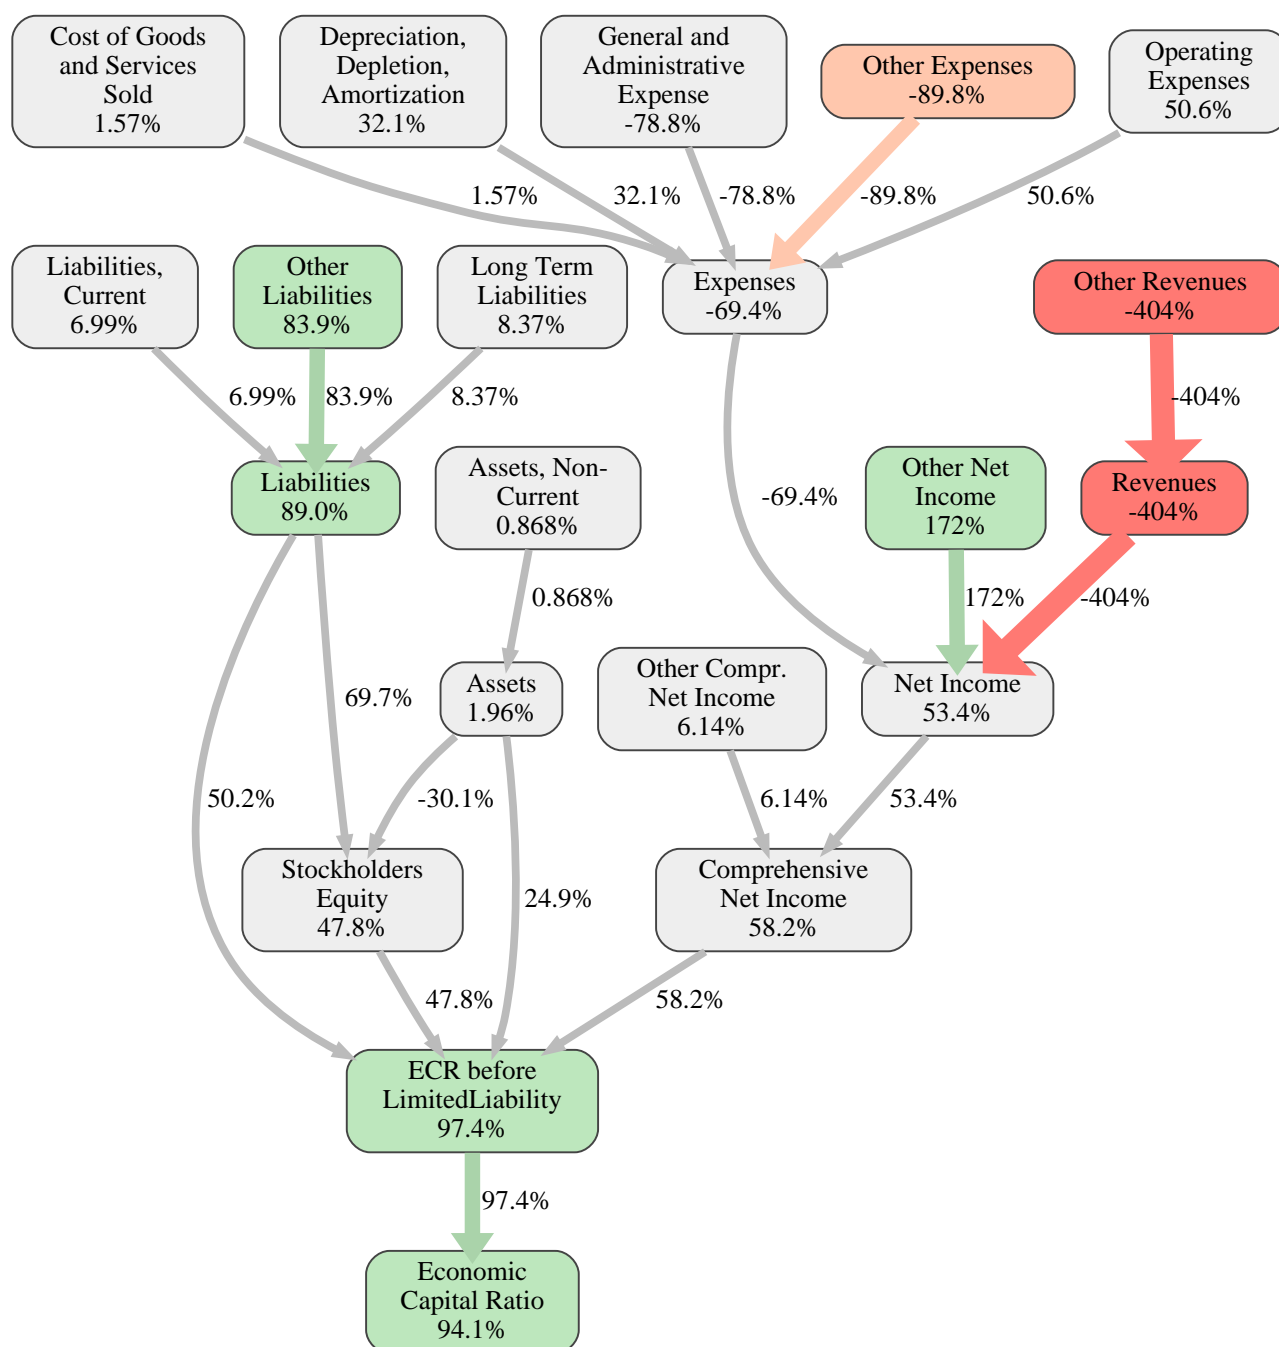 Cost of Goods
and Services
Sold
1.57%
Depreciation,
Depletion,
Amortization
32.1%
General and
Administrative
Expense
-78.8%
Other Expenses
-89.8%
Operating
Expenses
50.6%
1.57%
32.1%
-78.8%
-89.8%
50.6%
Liabilities,
Current
6.99%
Other
Liabilities
83.9%
Long Term
Liabilities
8.37%
Expenses
-69.4%
Other Revenues
-404%
6.99%
83.9%
8.37%
-404%
Liabilities
89.0%
Assets, Non-
Current
0.868%
-69.4%
Other Net
Income
172%
Revenues
-404%
0.868%
172%
-404%
69.7%
Assets
1.96%
Other Compr.
Net Income
6.14%
Net Income
53.4%
50.2%
-30.1%
6.14%
53.4%
Stockholders
Equity
47.8%
24.9%
Comprehensive
Net Income
58.2%
47.8%
58.2%
ECR before
LimitedLiability
97.4%
97.4%
Economic
Capital Ratio
94.1%